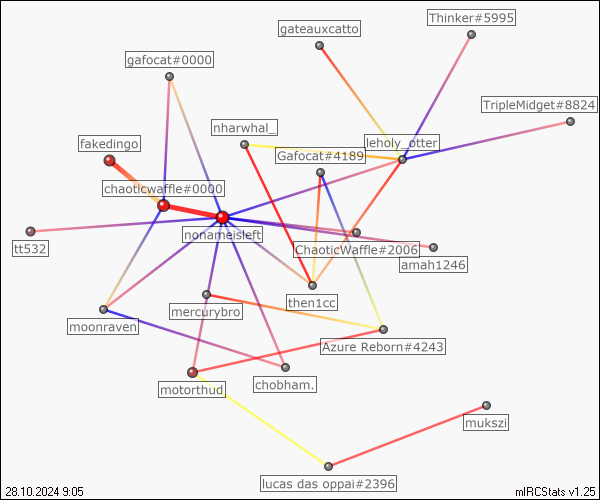 Thinker#5995
gateauxcatto
gafocat#0000
TripleMidget#8824
nharwhal_
fakedingo
leholy_otter
Gafocat#4189
chaoticwaffle#0000
nonameisleft
tt532
ChaoticWaffle#2006
amah1246
then1cc
mercurybro
moonraven
Azure Reborn#4243
motorthud
chobham.
mukszi
lucas das oppai#2396
28.10.2024 9:05
mIRCStats v1.25